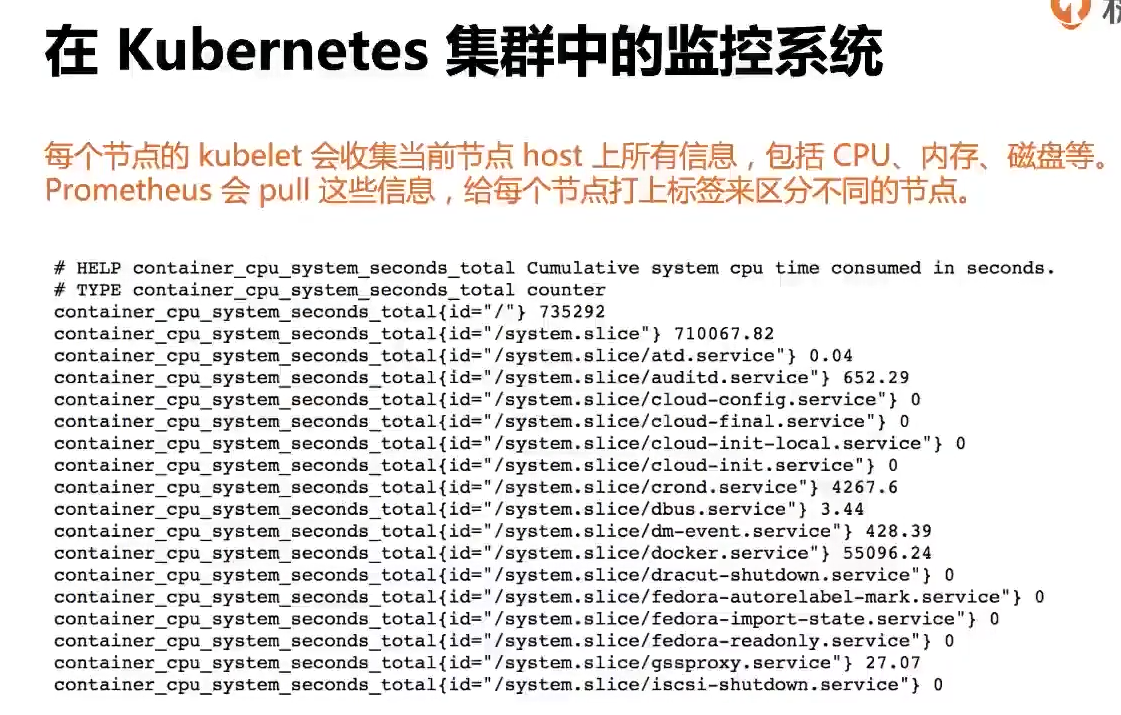 在 Kubernetes 集群中的监控系统
每个节点的 kubelet 会收集当前节点 host 上所有信息，包括 CPU、内存、磁盘等。
Prometheus 会 pull 这些信息，给每个节点打上标签来区分不同的节点。
# HELP container_cpu_system_seconds_total Cumulative system cpu time consumed in seconds.
# TYPE container_cpu_system_seconds_total counter
container_cpu_system_seconds_total{id="/"} 735292
container_cpu_system_seconds_total{id="/system.slice"} 710067.82
container_cpu_system_seconds_total{id="/system.slice/atd.service"} 0.04
container_cpu_system_seconds_total{id="/system.slice/auditd.service"} 652.29
container_cpu_system_seconds_total{id="/system.slice/cloud-config.service"} 0
container_cpu_system_seconds_total{id="/system.slice/cloud-final.service"} 0
container_cpu_system_seconds_total{id="/system.slice/cloud-init-local.service"} 0
container_cpu_system_seconds_total{id="/system.slice/cloud-init.service"} 0
container_cpu_system_seconds_total{id="/system.slice/crond.service"} 4267.6
container_cpu_system_seconds_total{id="/system.slice/dbus.service"} 3.44
container_cpu_system_seconds_total{id="/system.slice/dm-event.service"} 428.39
container_cpu_system_seconds_total{id="/system.slice/docker.service"} 55096.24
container_cpu_system_seconds_total{id="/system.slice/dracut-shutdown.service"} 0
container_cpu_system_seconds_total{id="/system.slice/fedora-autorelabel-mark.service"} 0
container_cpu_system_seconds_total{id="/system.slice/fedora-import-state.service"} 0
container_cpu_system_seconds_total{id="/system.slice/fedora-readonly.service"} 0
container_cpu_system_seconds_total{id="/system.slice/gssproxy.service"} 27.07
container_cpu_system_seconds_total{id="/system.slice/iscsi-shutdown.service"} 0